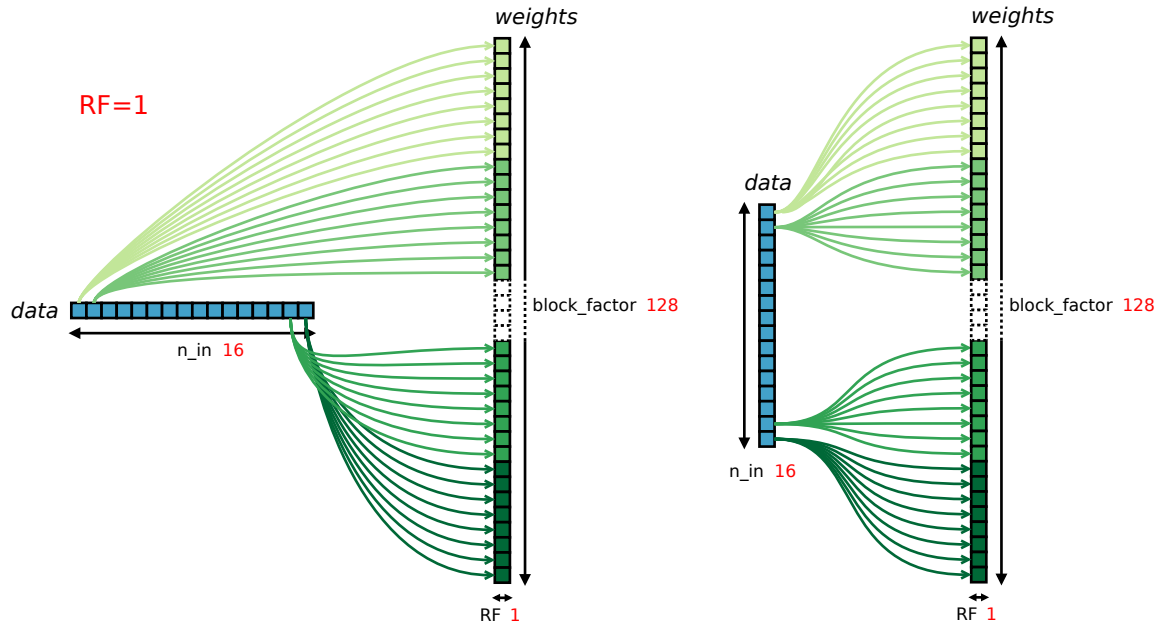 weights
RF=1
data
n_in 16
block_factor 128
RF 1
weights
data
n_in 16
block_factor 128
RF 1